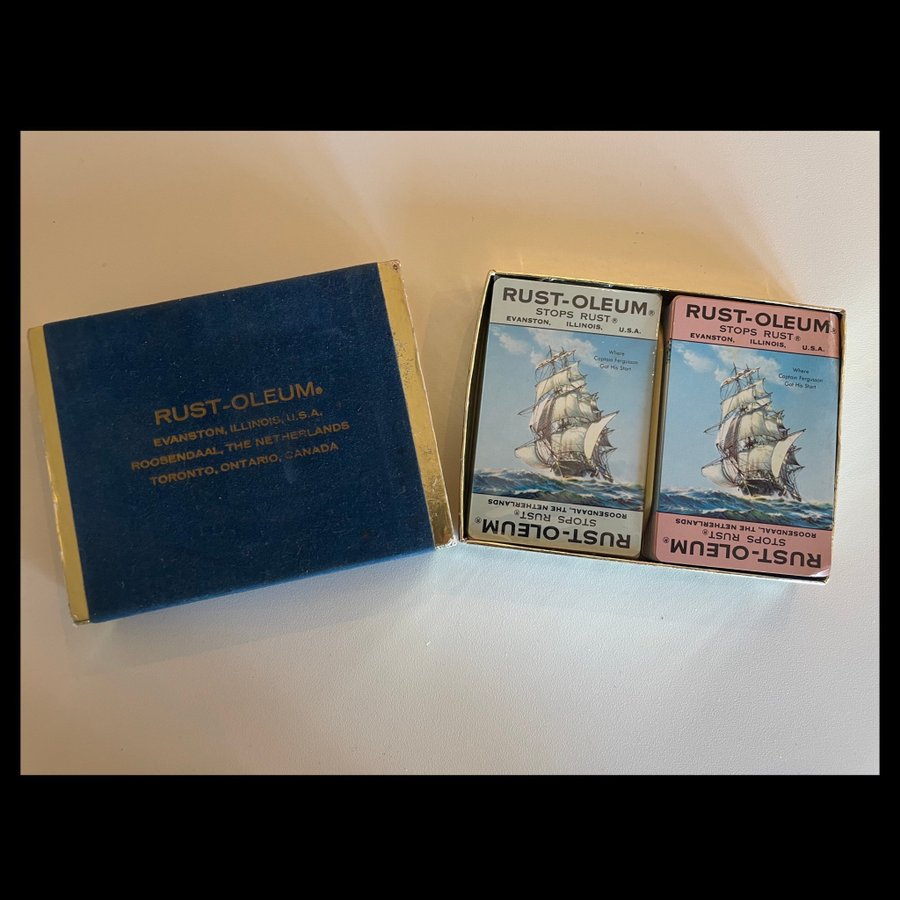 RUST-OLEUM®
EVANSTON, ILLINOIS, U.S.A.
ROOSENDAAL, THE NETHERLANDS
TORONTO, ONTARIO, CANADA
RUST-OLEUM®
STOPS RUST®
EVANSTON, ILLINOIS, U.S.A.
Where
Captain Fergusson
Got His Start
RUST-OLEUM®
STOPS RUST®
ROOSENDAAL, THE NETHERLANDS
RUST-OLEUM®
STOPS RUST®
EVANSTON, ILLINOIS, U.S.A.
Where
Captain Fergusson
Got His Start
RUST-OLEUM®
STOPS RUST®
ROOSENDAAL, THE NETHERLANDS